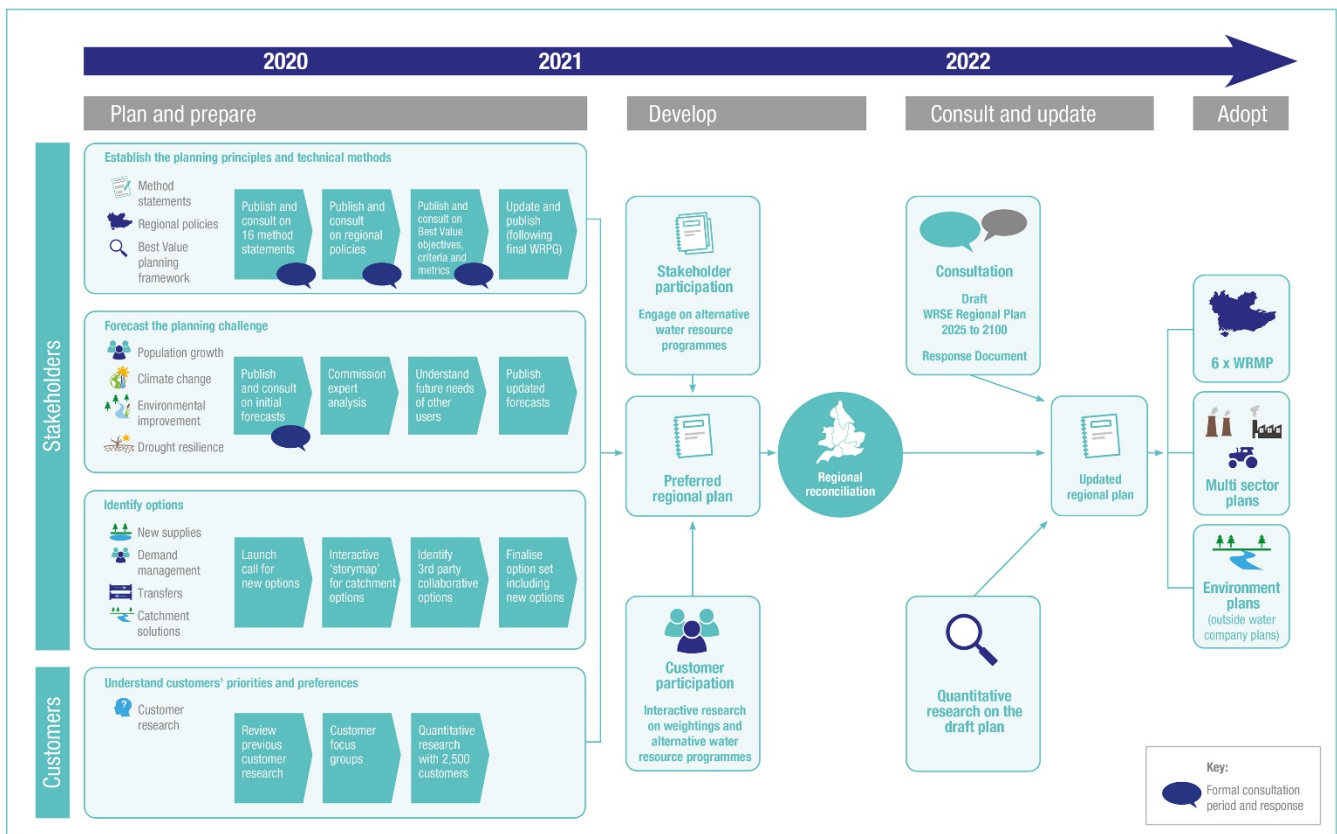 2020
2021
2022
Plan and prepare
Develop
Consult and update
Adopt
Stakeholders
Establish the planning principles and technical methods
Method
statements
Regional policies
Best Value
planning
framework
Publish and
consult on
16 method
statements
Publish and
consult
on regional
policies
Publish and
consult on
Best Value
objectives,
criteria and
metrics
Update and
publish
(following
final WRPG)
Forecast the planning challenge
Population growth
Climate change
Environmental
improvement
Drought resilience
Publish
and consult
on initial
forecasts
Commission
expert
analysis
Understand
future needs
of other
users
Publish
updated
forecasts
Identify options
New supplies
Demand
management
Transfers
Catchment
solutions
Launch
call for
new options
Interactive
'storymap'
for catchment
options
Identify
3rd party
collaborative
options
Finalise
option set
including
new options
Customers
Understand customers' priorities and preferences
Customer
research
Review
previous
customer
research
Customer
focus
groups
Quantitative
research
with 2,500
customers
Stakeholder
participation
Engage on alternative
water resource
programmes
Preferred
regional plan
Customer
participation
Interactive research
on weightings and
alternative water
resource programmes
Regional
reconciliation
Consultation
Draft
WRSE Regional Plan
2025 to 2100
Response Document
Updated
regional plan
Quantitative
research on the
draft plan
6 x WRMP
Multi sector
plans
Environment
plans
(outside water
company plans)
Key:
Formal consultation
period and response